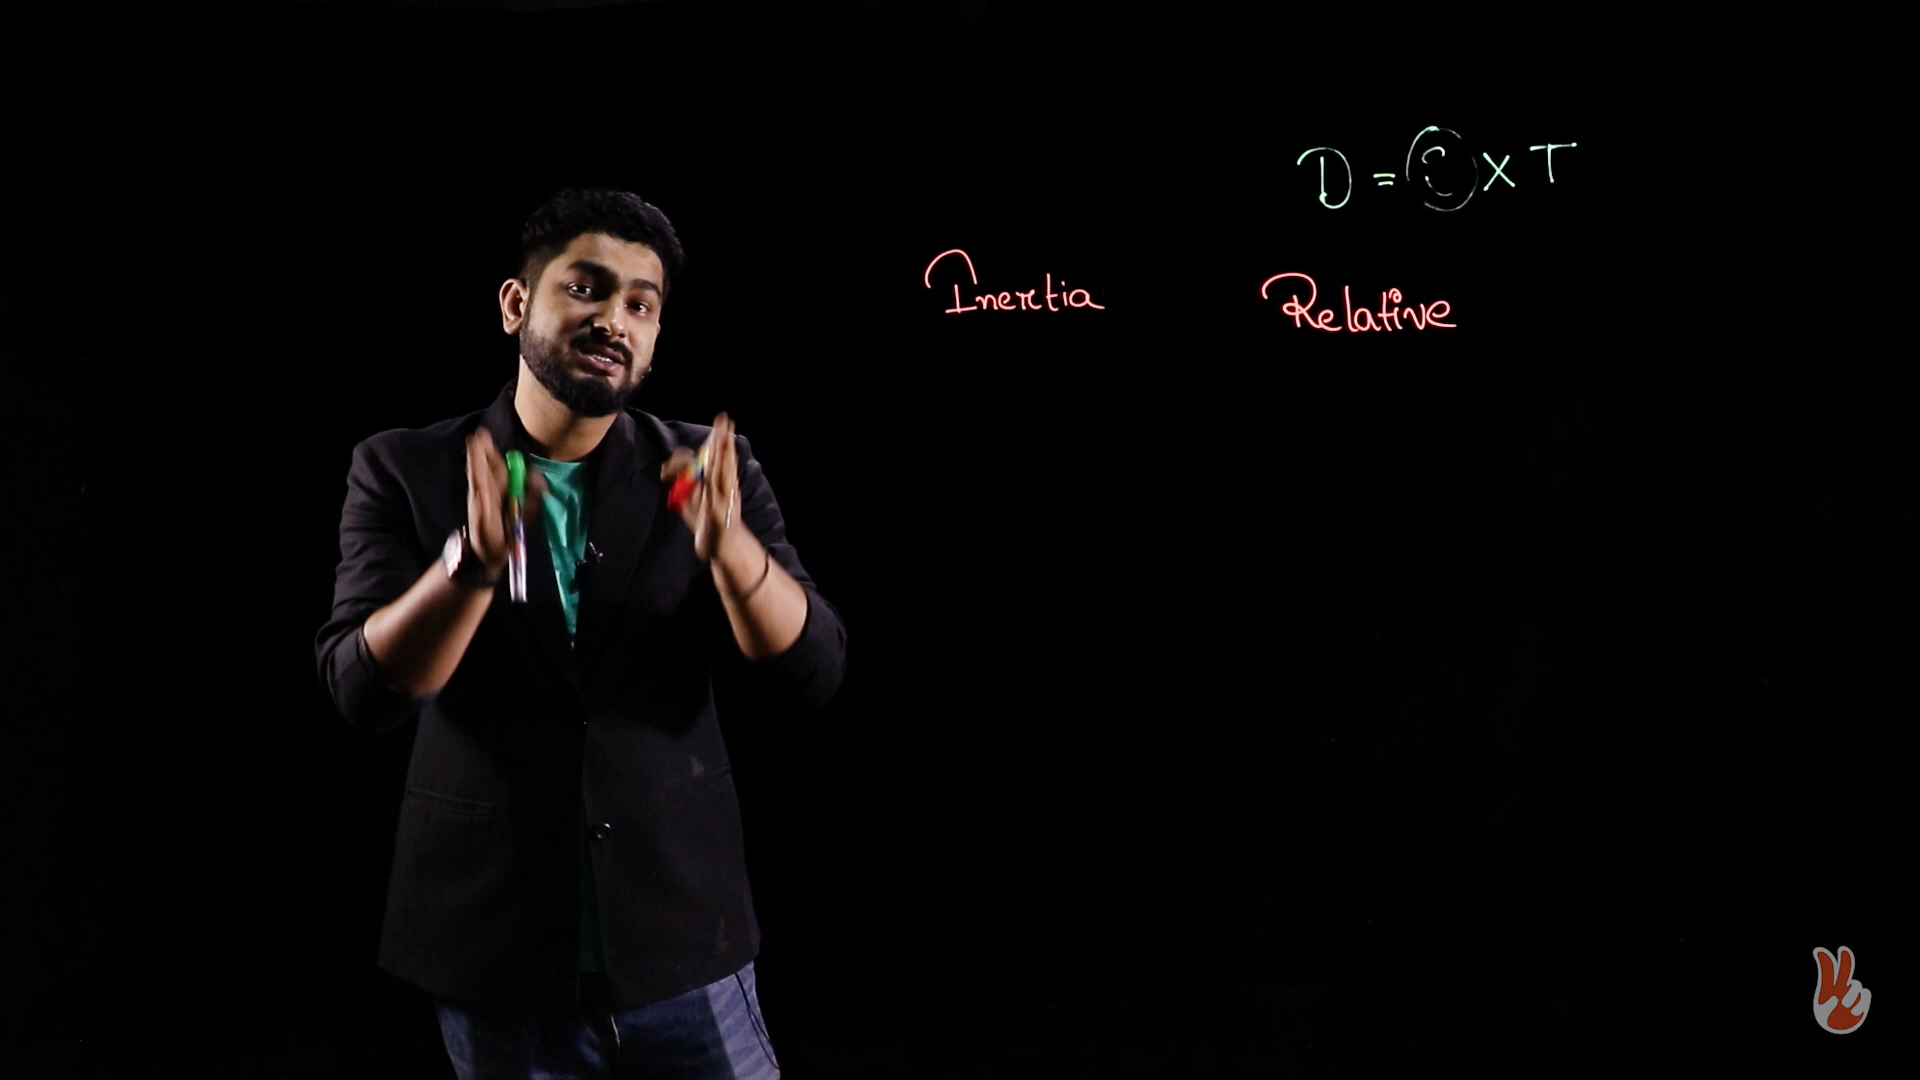 D = S × T
Inertia Relative